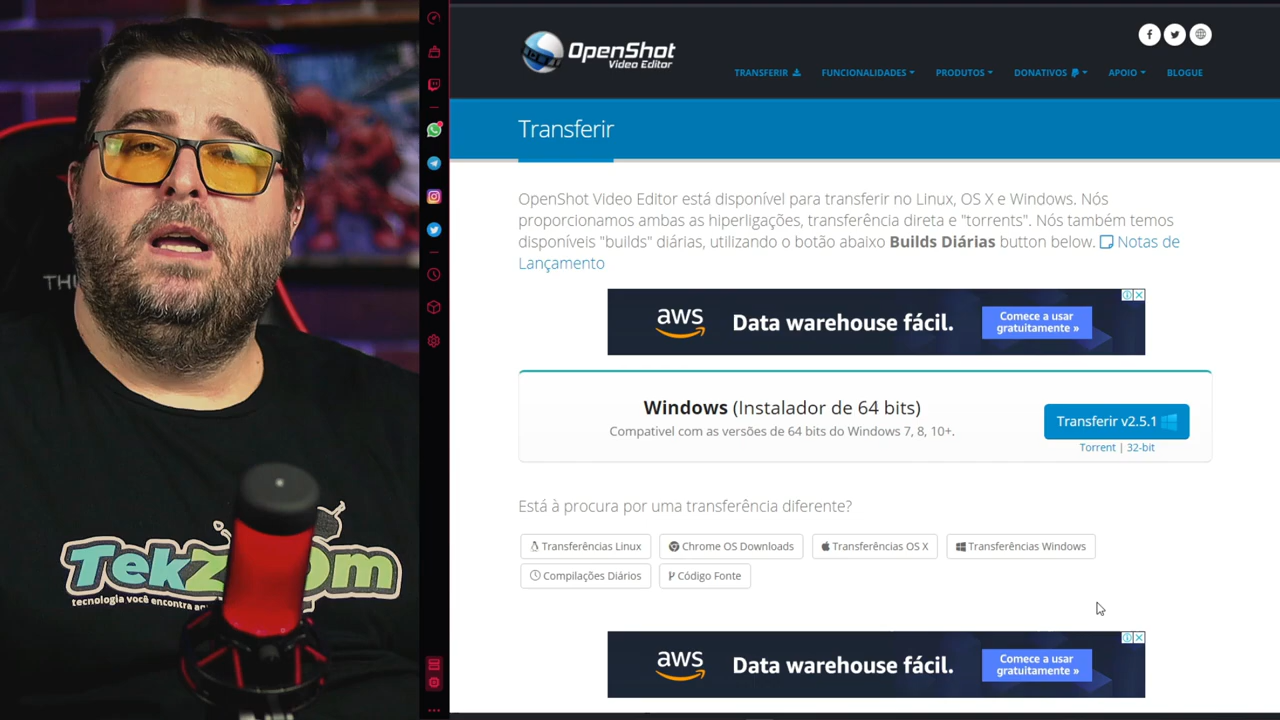 OpenShot
Video Editor
TRANSFERIR
FUNCIONALIDADES
PRODUTOS
DONATIVOS
APOIO
BLOGUE
Transferir
OpenShot Video Editor está disponível para transferir no Linux, OS X e Windows. Nós
proporcionamos ambas as hiperligações, transferência direta e "torrents". Nós também temos
disponíveis "builds" diárias, utilizando o botão abaixo Builds Diárias button below. Notas de
Lançamento
aws
Data warehouse fácil.
Comece a usar
gratuitamente »
Windows (Instalador de 64 bits)
Compativel com as versões de 64 bits do Windows 7, 8, 10+.
Transferir v2.5.1
Torrent | 32-bit
Está à procura por uma transferência diferente?
Transferências Linux
Chrome OS Downloads
Transferências OS X
Transferências Windows
Compilações Diários
Código Fonte
aws
Data warehouse fácil.
Comece a usar
gratuitamente »
TH
TekZ m
tecnologia você encontra